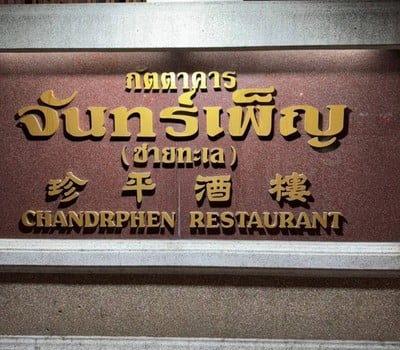 ภัตตาคาร
จันทร์เพ็ญ
(ชายทะเล)
珍平酒樓
CHANDRPHEN RESTAURANT